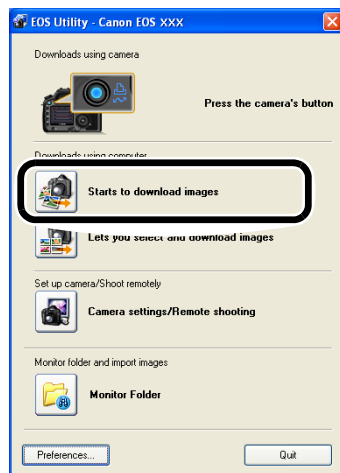 EOS Utility - Canon EOS XXX
Downloads using camera
Press the camera's button
Downloads using computer
Starts to download images
Lets you select and download images
Set up camera/Shoot remotely
Camera settings/Remote shooting
Monitor folder and import images
Monitor Folder
Preferences...
Quit